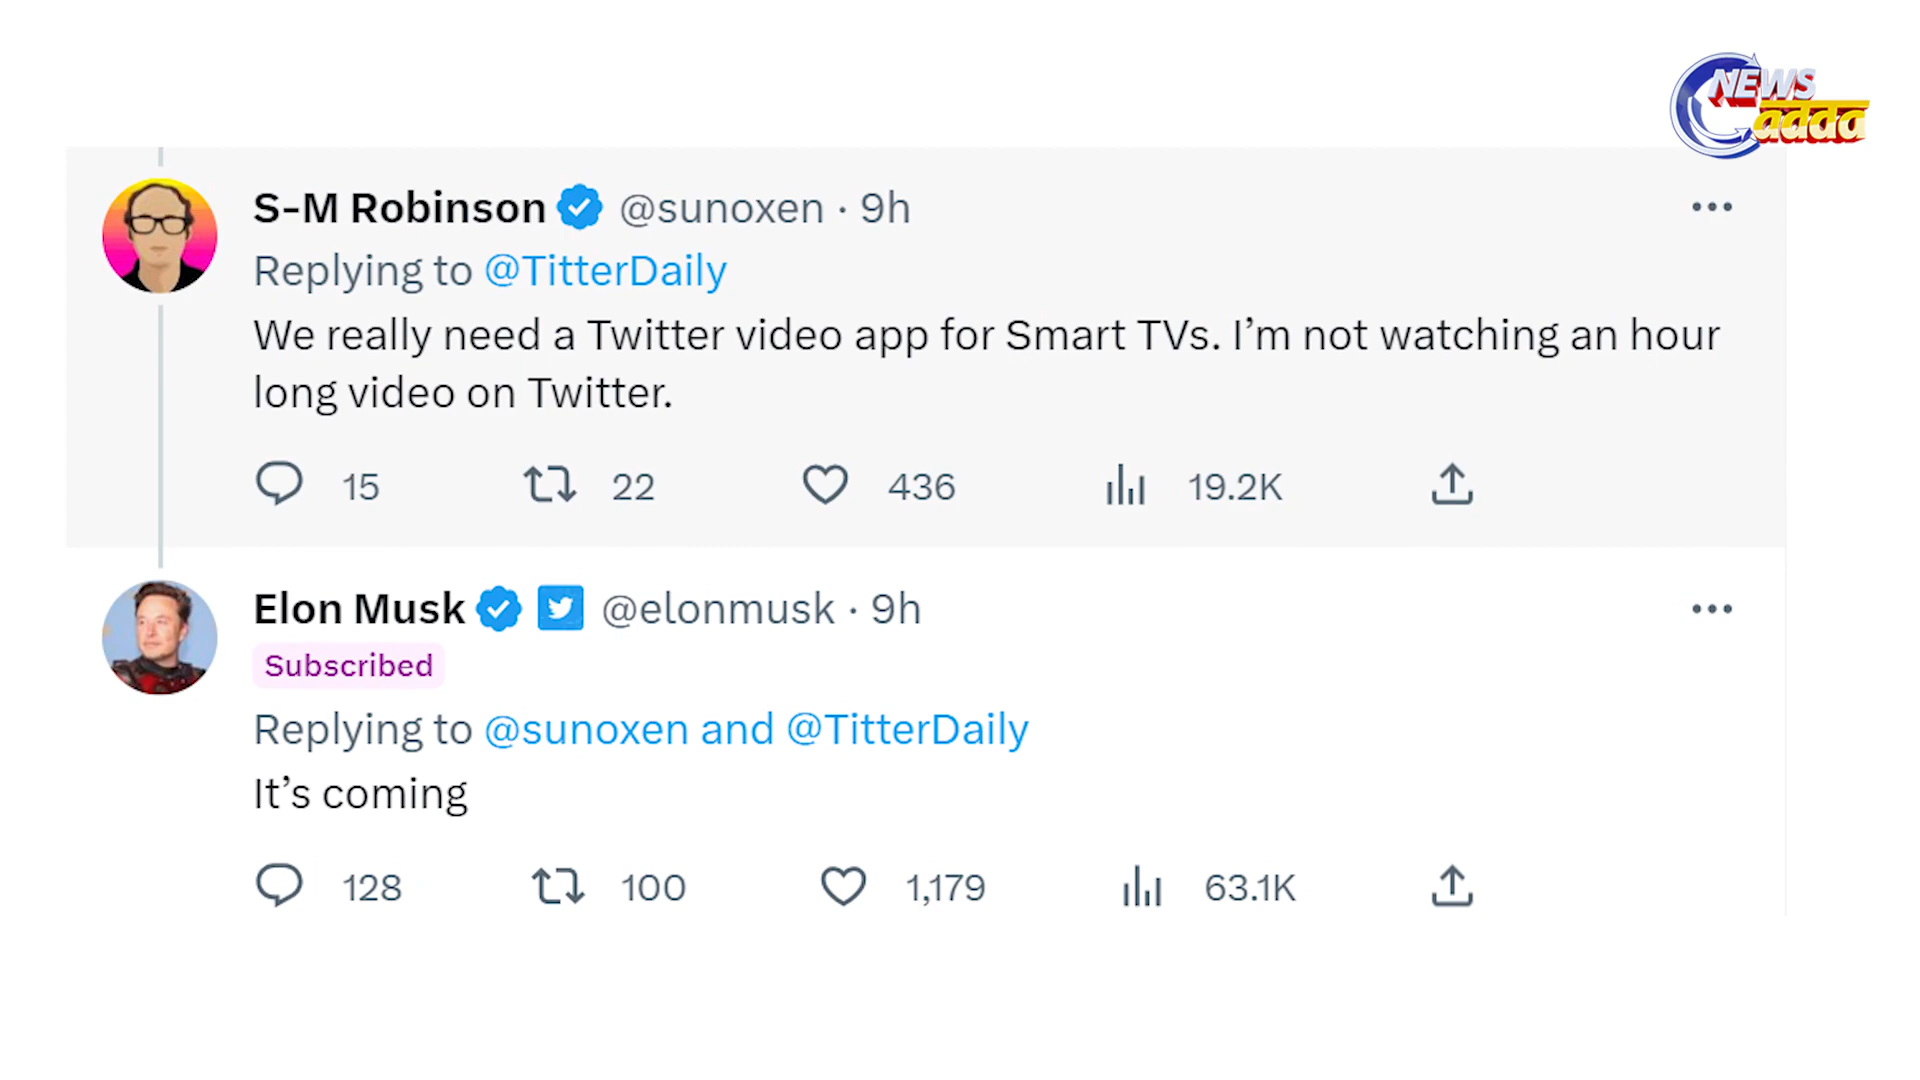 NEWS
adda
S-M Robinson @sunoxen · 9h
Replying to @TitterDaily
We really need a Twitter video app for Smart TVs. I’m not watching an hour
long video on Twitter.
15 22 436 19.2K
Elon Musk @elonmusk · 9h
Subscribed
Replying to @sunoxen and @TitterDaily
It’s coming
128 100 1,179 63.1K